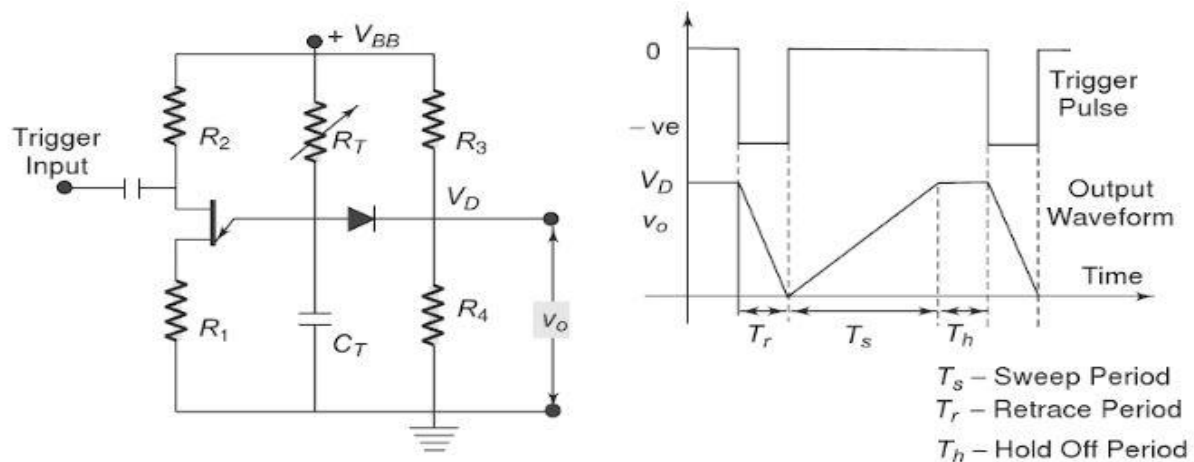 + V_BB
R_2
R_T
R_3
Trigger
Input
V_D
R_1
C_T
R_4
v_o
0
Trigger
Pulse
– ve
V_D
v_o
Output
Waveform
Time
T_r
T_s
T_h
T_s – Sweep Period
T_r – Retrace Period
T_h – Hold Off Period